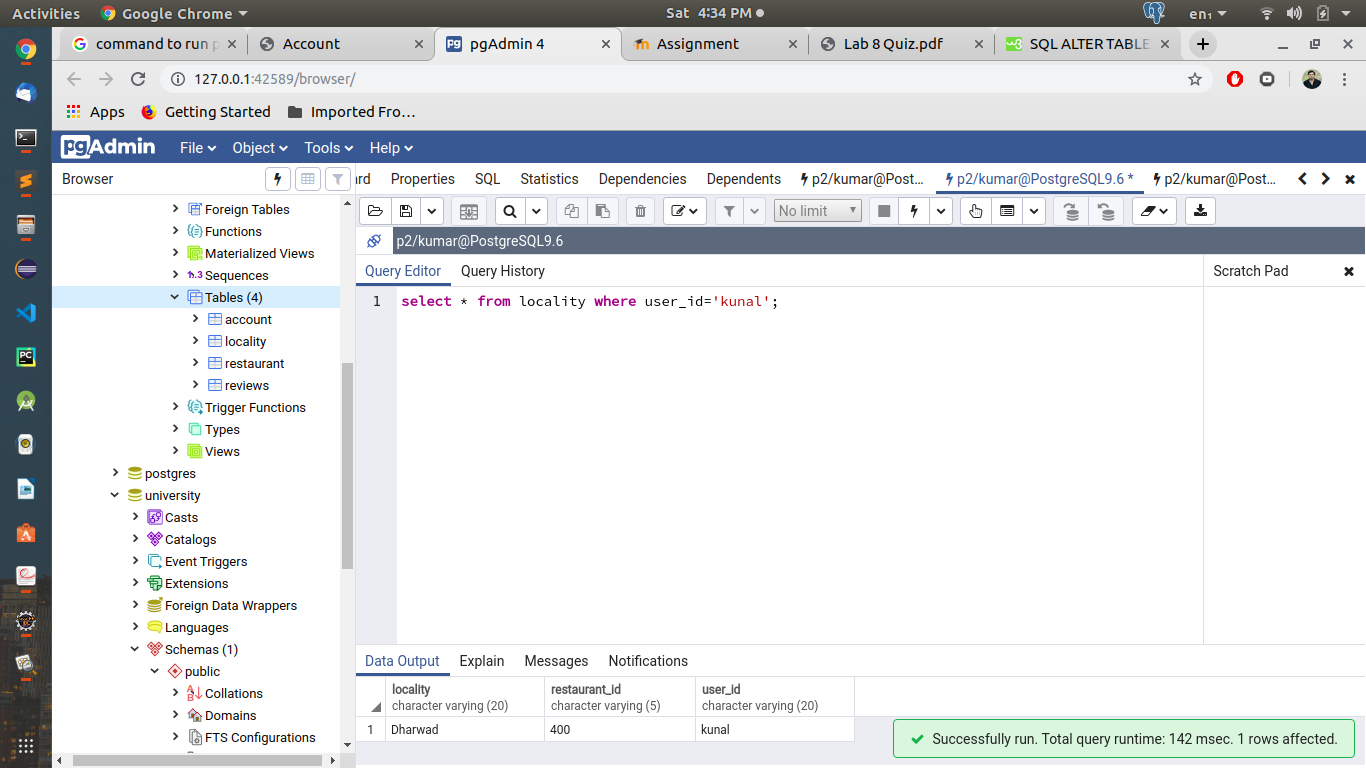 Activities Google Chrome Sat 4:34 PM en₁
command to run p Account pgAdmin 4 Assignment Lab 8 Quiz.pdf SQL ALTER TABLE
127.0.0.1:42589/browser/
Apps Getting Started Imported Fro…
pgAdmin File Object Tools Help
Browser
rd Properties SQL Statistics Dependencies Dependents p2/kumar@Post... p2/kumar@PostgreSQL9.6 * p2/kumar@Post...
No limit
p2/kumar@PostgreSQL9.6
Query Editor Query History Scratch Pad
1 select * from locality where user_id='kunal';
Foreign Tables
Functions
Materialized Views
1..3 Sequences
Tables (4)
account
locality
restaurant
reviews
Trigger Functions
Types
Views
postgres
university
Casts
Catalogs
Event Triggers
Extensions
Foreign Data Wrappers
Languages
Schemas (1)
public
Collations
Domains
FTS Configurations
Data Output Explain Messages Notifications
locality restaurant_id user_id
character varying (20) character varying (5) character varying (20)
1 Dharwad 400 kunal
Successfully run. Total query runtime: 142 msec. 1 rows affected.